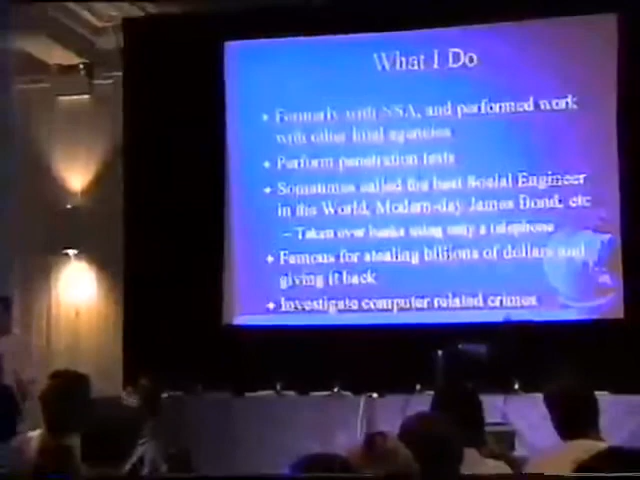 What I Do
Formerly with NSA, and performed work
with other Intel agencies
Perform penetration tests
Sometimes called the best Social Engineer
in the World, Modern-day James Bond, etc
– Taken over banks using only a telephone
Famous for stealing billions of dollars and
giving it back
Investigate computer related crimes